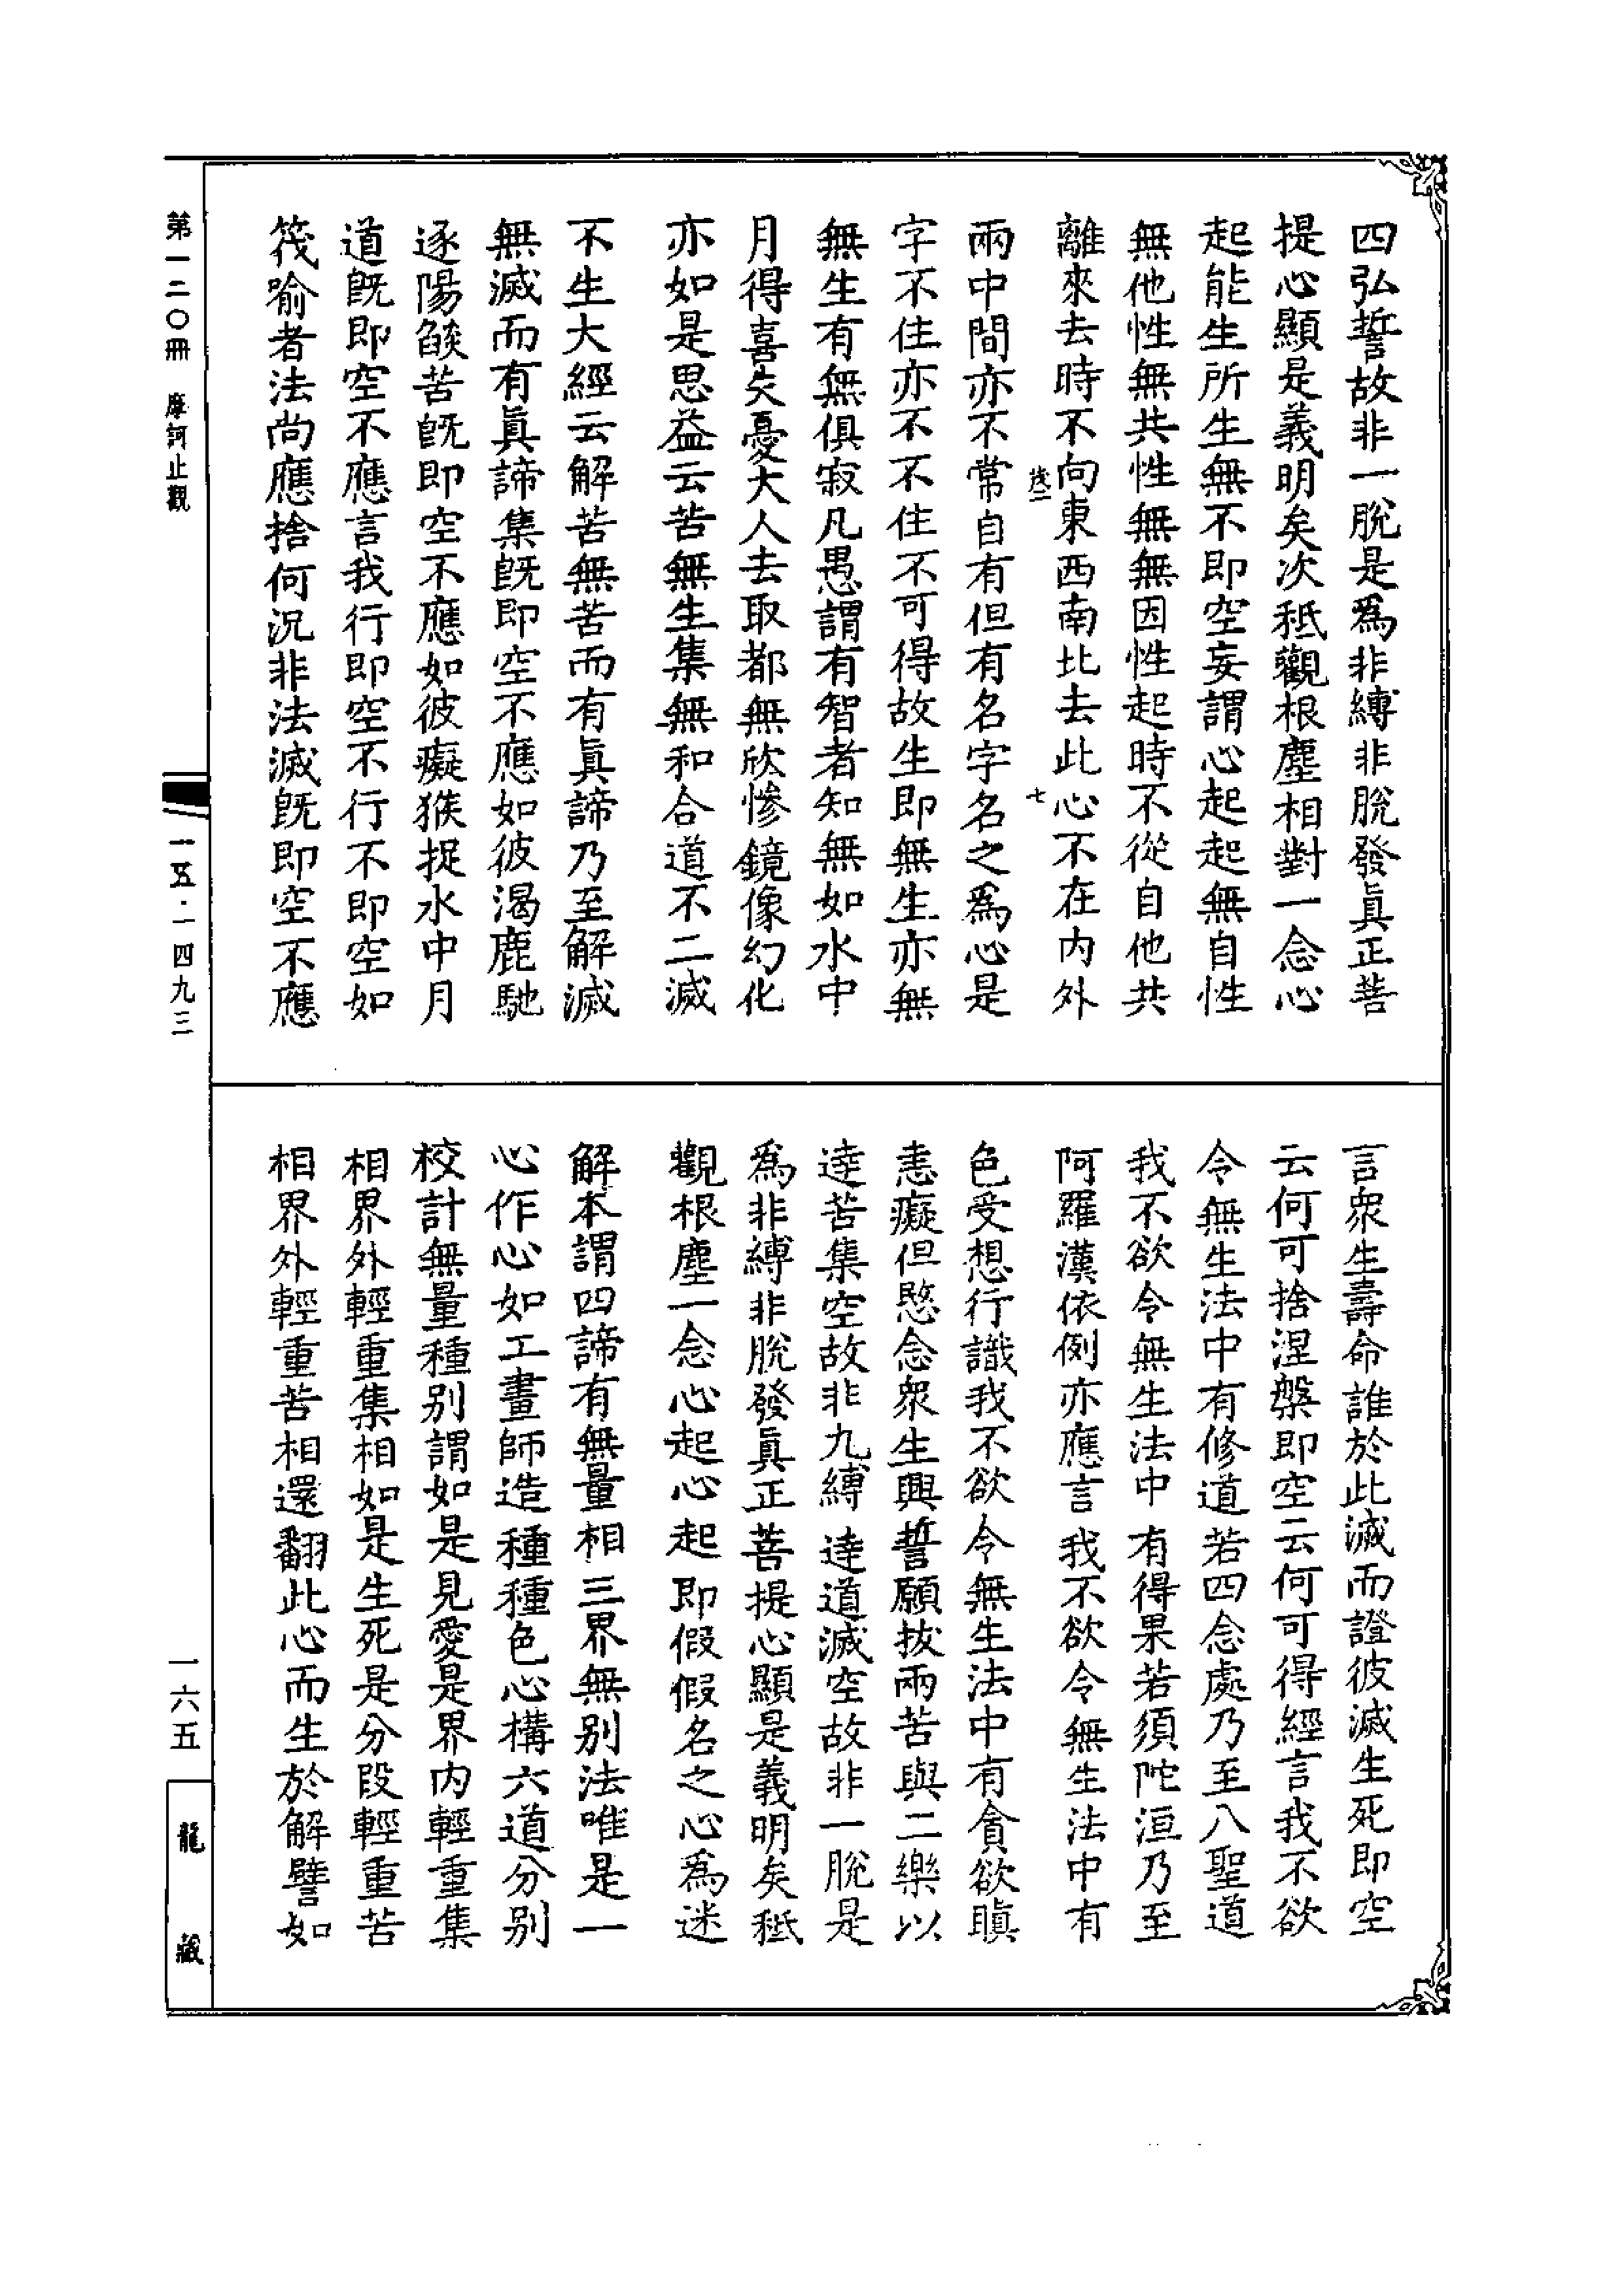 四弘誓故非一脫是爲非縛非脫發眞正菩
提心顯是義明矣次秖觀根塵相對一念心
起能生所生無不即空妄謂心起起無自性
無他性無共性無無因性起時不從自他共
離來去時不向東西南北去此心不在內外
七
兩中間亦不常自有但有名字名之爲心是
字不住亦不不住不可得故生即無生亦無
無生有無俱寂凡愚謂有智者知無如水中
月得喜失憂大人去取都無欣慘鏡像幻化
亦如是思益云苦無生集無和合道不二滅
不生大經云解苦無苦而有眞諦乃至解滅
無滅而有眞諦集旣即空不應如彼渴鹿馳
逐陽燄苦旣即空不應如彼癡猴捉水中月
道旣即空不應言我行即空不行不即空如
筏喻者法尚應捨何況非法滅旣即空不應
言眾生壽命誰於此滅而證彼滅生死即空
云何可捨涅槃即空云何可得經言我不欲
令無生法中有修道若四念處乃至八聖道
我不欲令無生法中有得果若須陀洹乃至
阿羅漢依例亦應言我不欲令無生法中有
色受想行識我不欲令無生法中有貪欲瞋
恚癡但愍念眾生興誓願拔兩苦與二樂以
達苦集空故非九縛達道滅空故非一脫是
爲非縛非脫發眞正菩提心顯是義明矣秖
觀根塵一念心起心起即假假名之心爲迷
解本謂四諦有無量相三界無別法唯是一
心作心如工畫師造種種色心構六道分別
校計無量種別謂如是見愛是界內輕重集
相界外輕重集相如是生死是分段輕重苦
相界外輕重苦相還翻此心而生於解譬如
第一二〇冊 摩訶止觀
一五·一四九三
一六五
龍藏